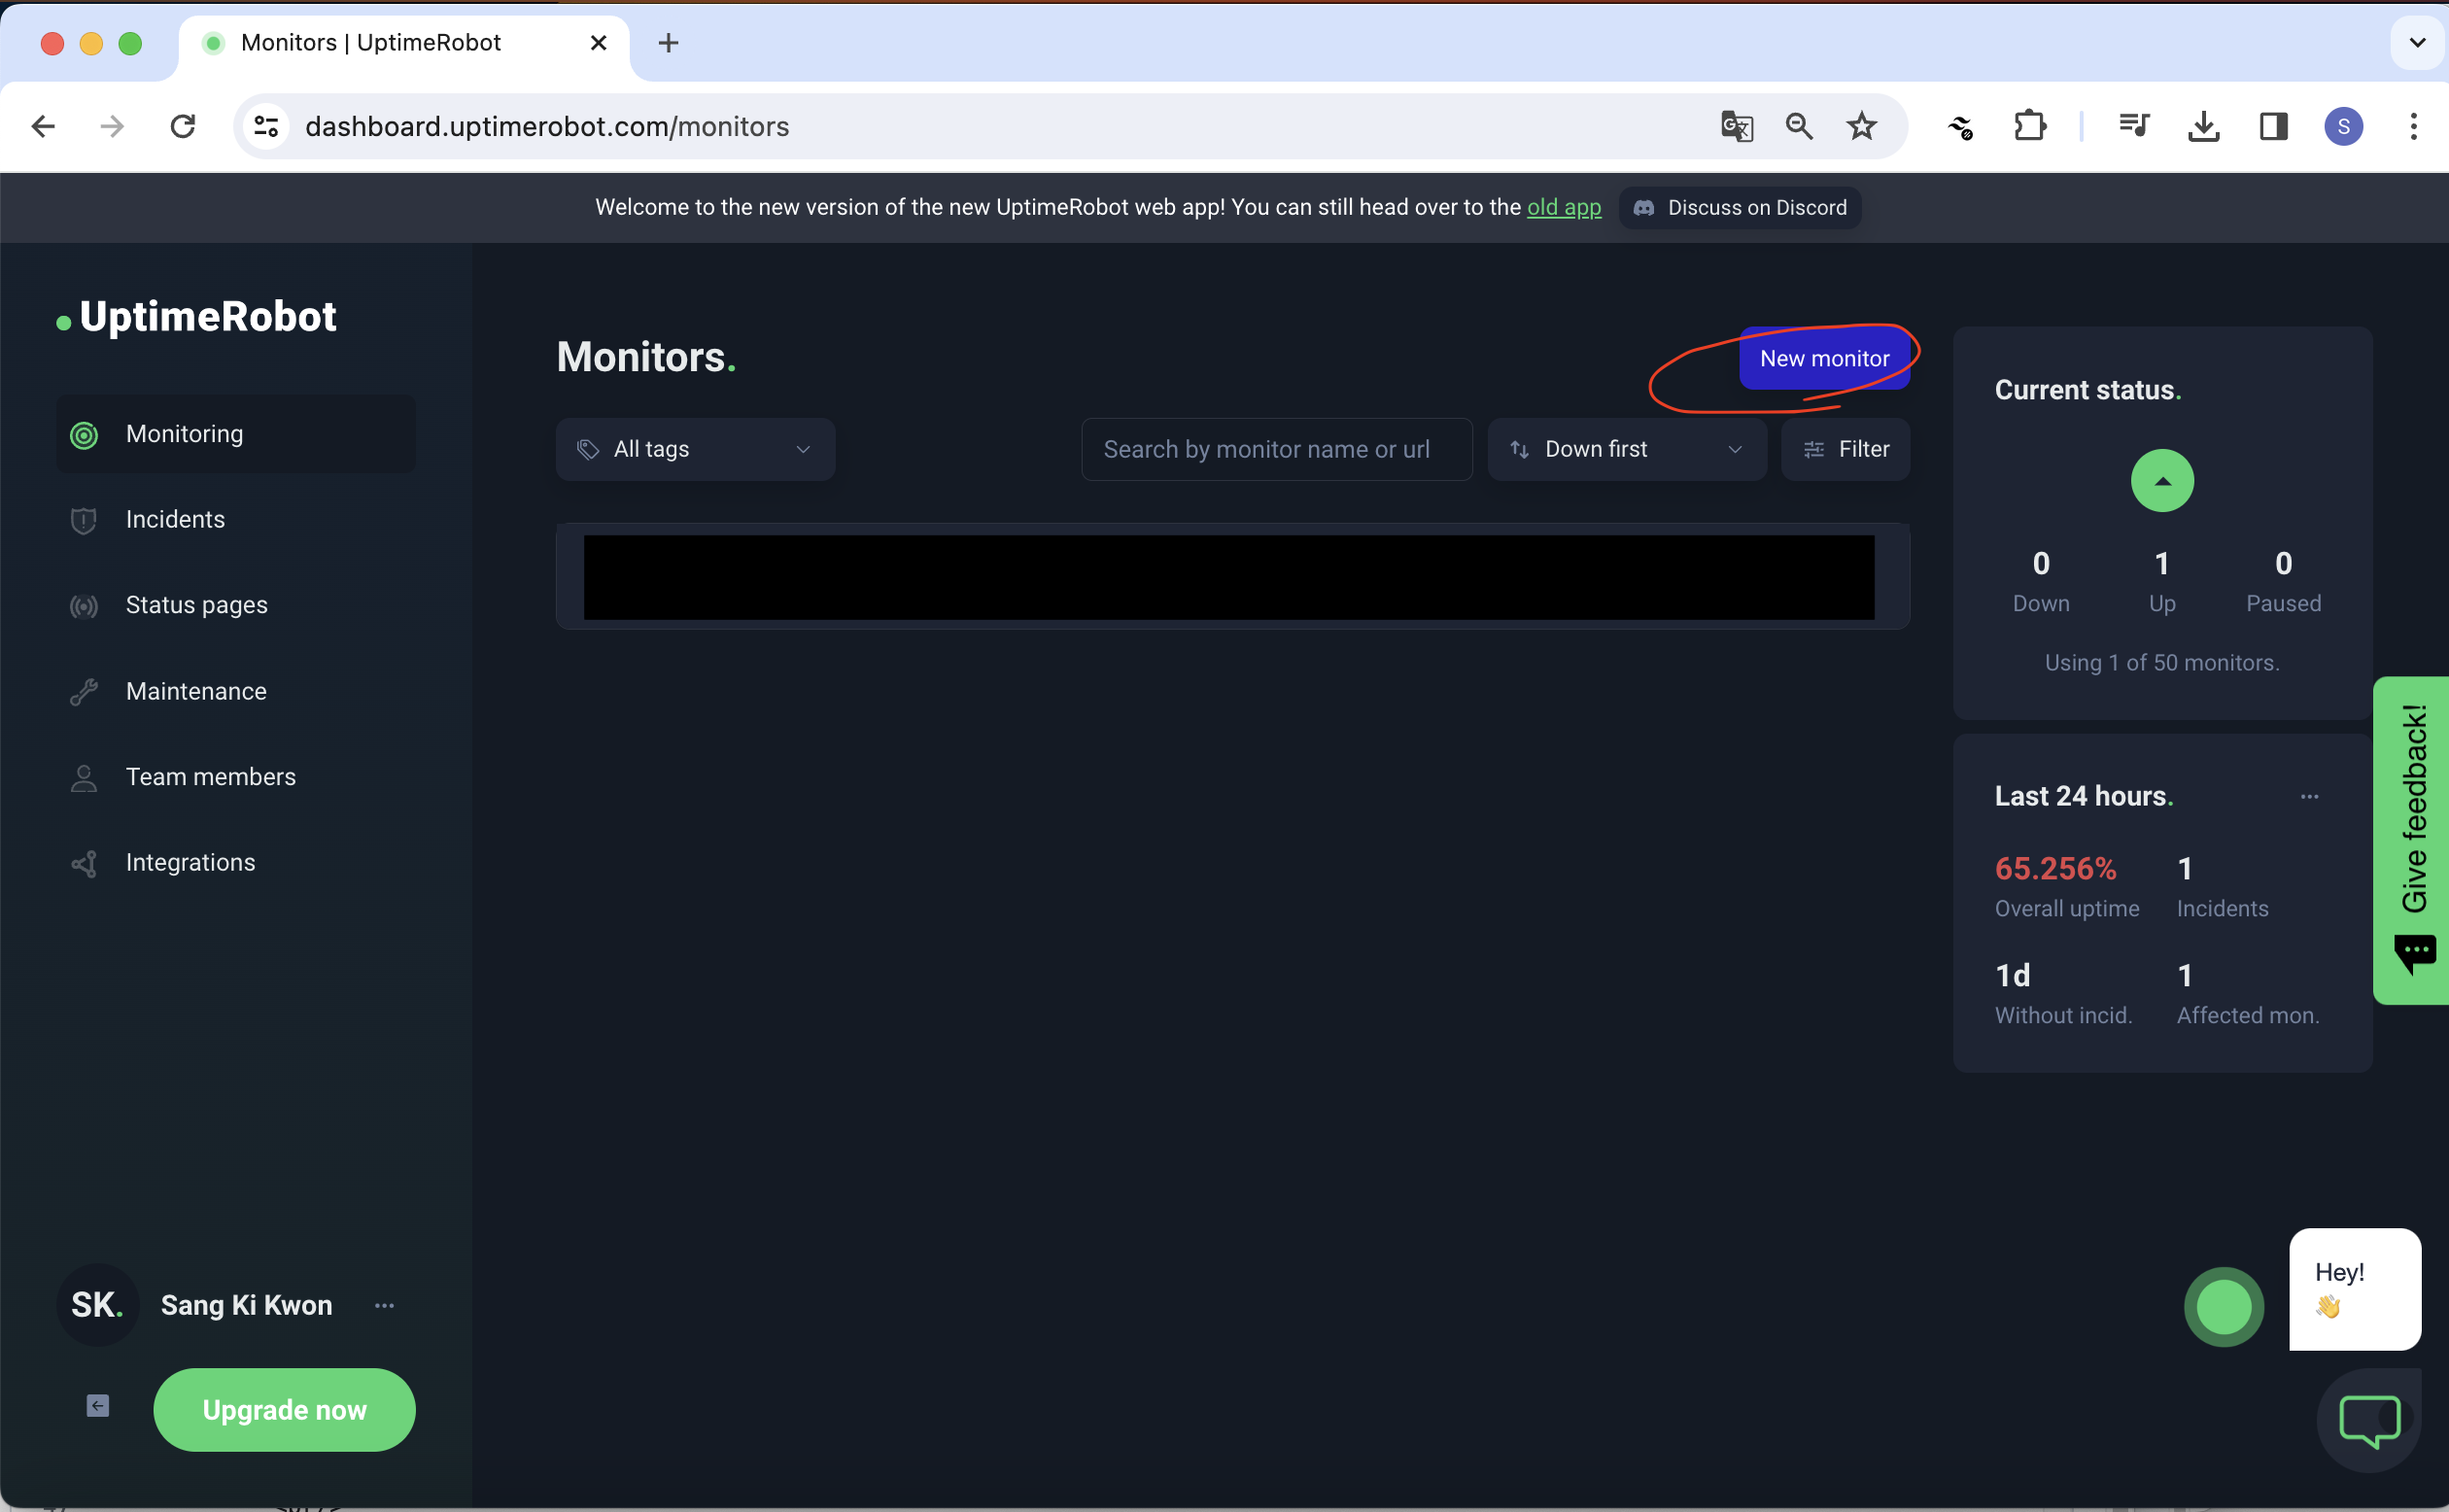 Monitors | UptimeRobot
dashboard.uptimerobot.com/monitors
S
Welcome to the new version of the new UptimeRobot web app! You can still head over to the old app
Discuss on Discord
UptimeRobot
Monitoring
Incidents
Status pages
Maintenance
Team members
Integrations
SK.
Sang Ki Kwon
Upgrade now
Monitors.
New monitor
All tags
Search by monitor name or url
Down first
Filter
Current status.
0 1 0
Down Up Paused
Using 1 of 50 monitors.
Last 24 hours.
65.256% 1
Overall uptime Incidents
1d 1
Without incid. Affected mon.
Give feedback!
Hey!
👋